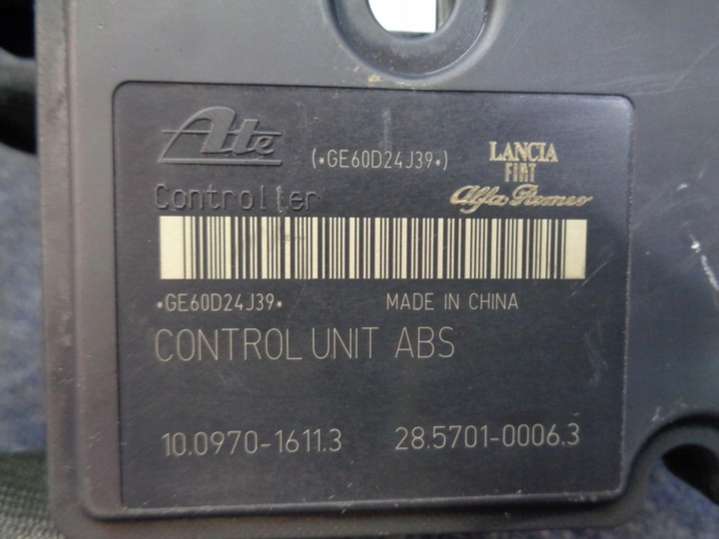 Ate (*GE60D24J39*) LANCIA
FIAT
Controller Alfa Romeo
*GE60D24J39* MADE IN CHINA
CONTROL UNIT ABS
10.0970-1611.3 28.5701-0006.3